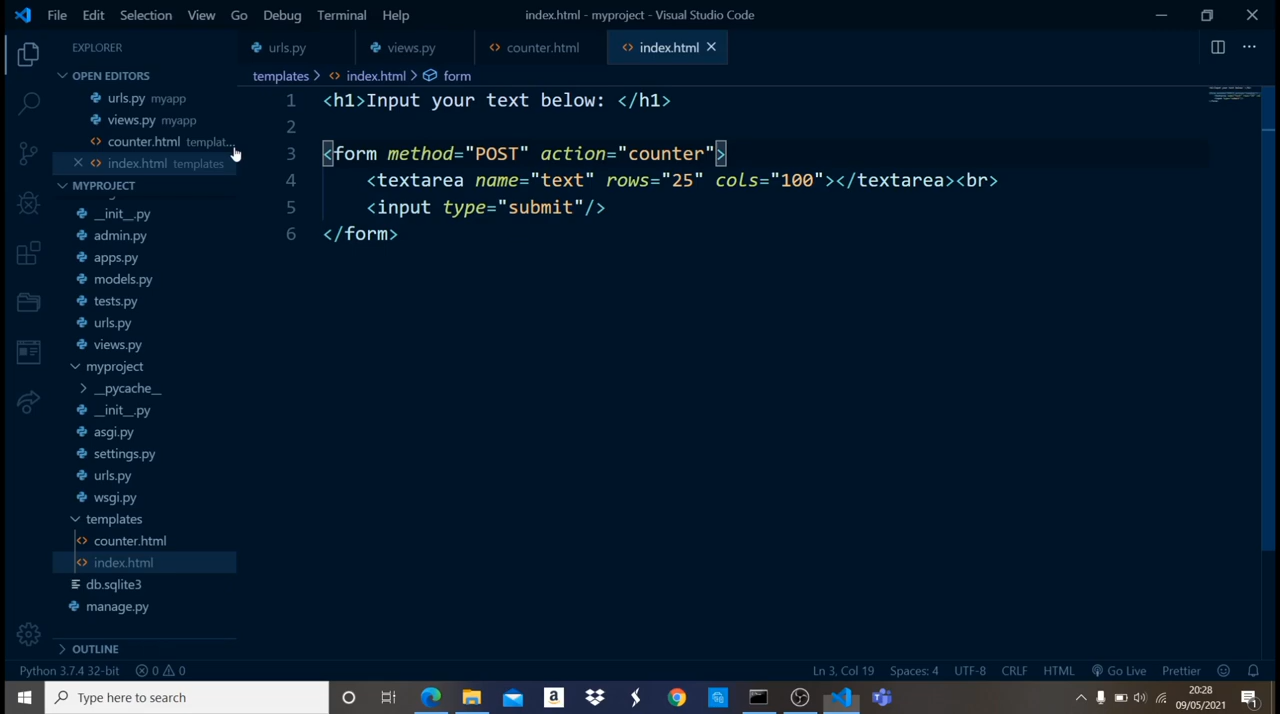 File Edit Selection View Go Debug Terminal Help
index.html - myproject - Visual Studio Code
EXPLORER
urls.py
views.py
counter.html
index.html
OPEN EDITORS
urls.py myapp
views.py myapp
counter.html templat...
index.html templates
MYPROJECT
__init__.py
admin.py
apps.py
models.py
tests.py
urls.py
views.py
myproject
__pycache__
__init__.py
asgi.py
settings.py
urls.py
wsgi.py
templates
counter.html
index.html
db.sqlite3
manage.py
OUTLINE
templates > index.html > form
1 <h1>Input your text below: </h1>
2
3 <form method="POST" action="counter">
4 <textarea name="text" rows="25" cols="100"></textarea><br>
5 <input type="submit"/>
6 </form>
Python 3.7.4 32-bit 0 0
Ln 3, Col 19 Spaces: 4 UTF-8 CRLF HTML Go Live Prettier
Type here to search
20:28
09/05/2021
1